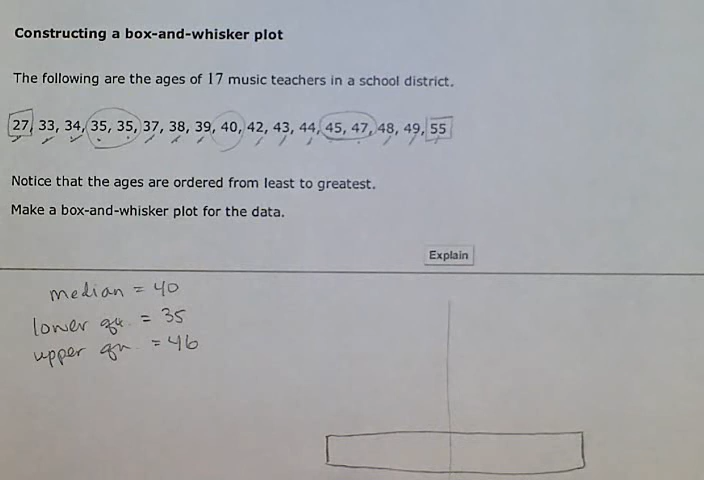 Constructing a box-and-whisker plot
The following are the ages of 17 music teachers in a school district.
27, 33, 34, 35, 35, 37, 38, 39, 40, 42, 43, 44, 45, 47, 48, 49, 55
Notice that the ages are ordered from least to greatest.
Make a box-and-whisker plot for the data.
Explain
median = 40
lower qu. = 35
upper qu. = 46